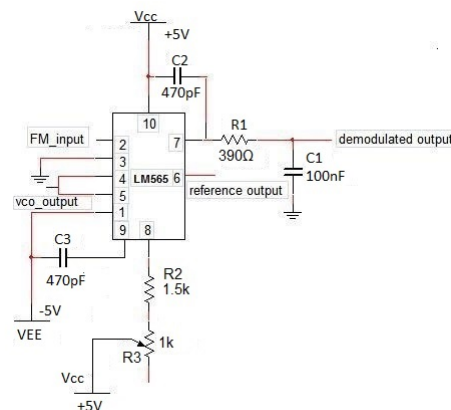 Vcc
+5V
C2
470pF
10
FM_input
2
7
R1
390Ω
demodulated output
3
C1
100nF
4
LM565
6
reference output
vco_output
5
1
9
8
C3
470pF
R2
1.5k
-5V
VEE
R3
1k
Vcc
+5V